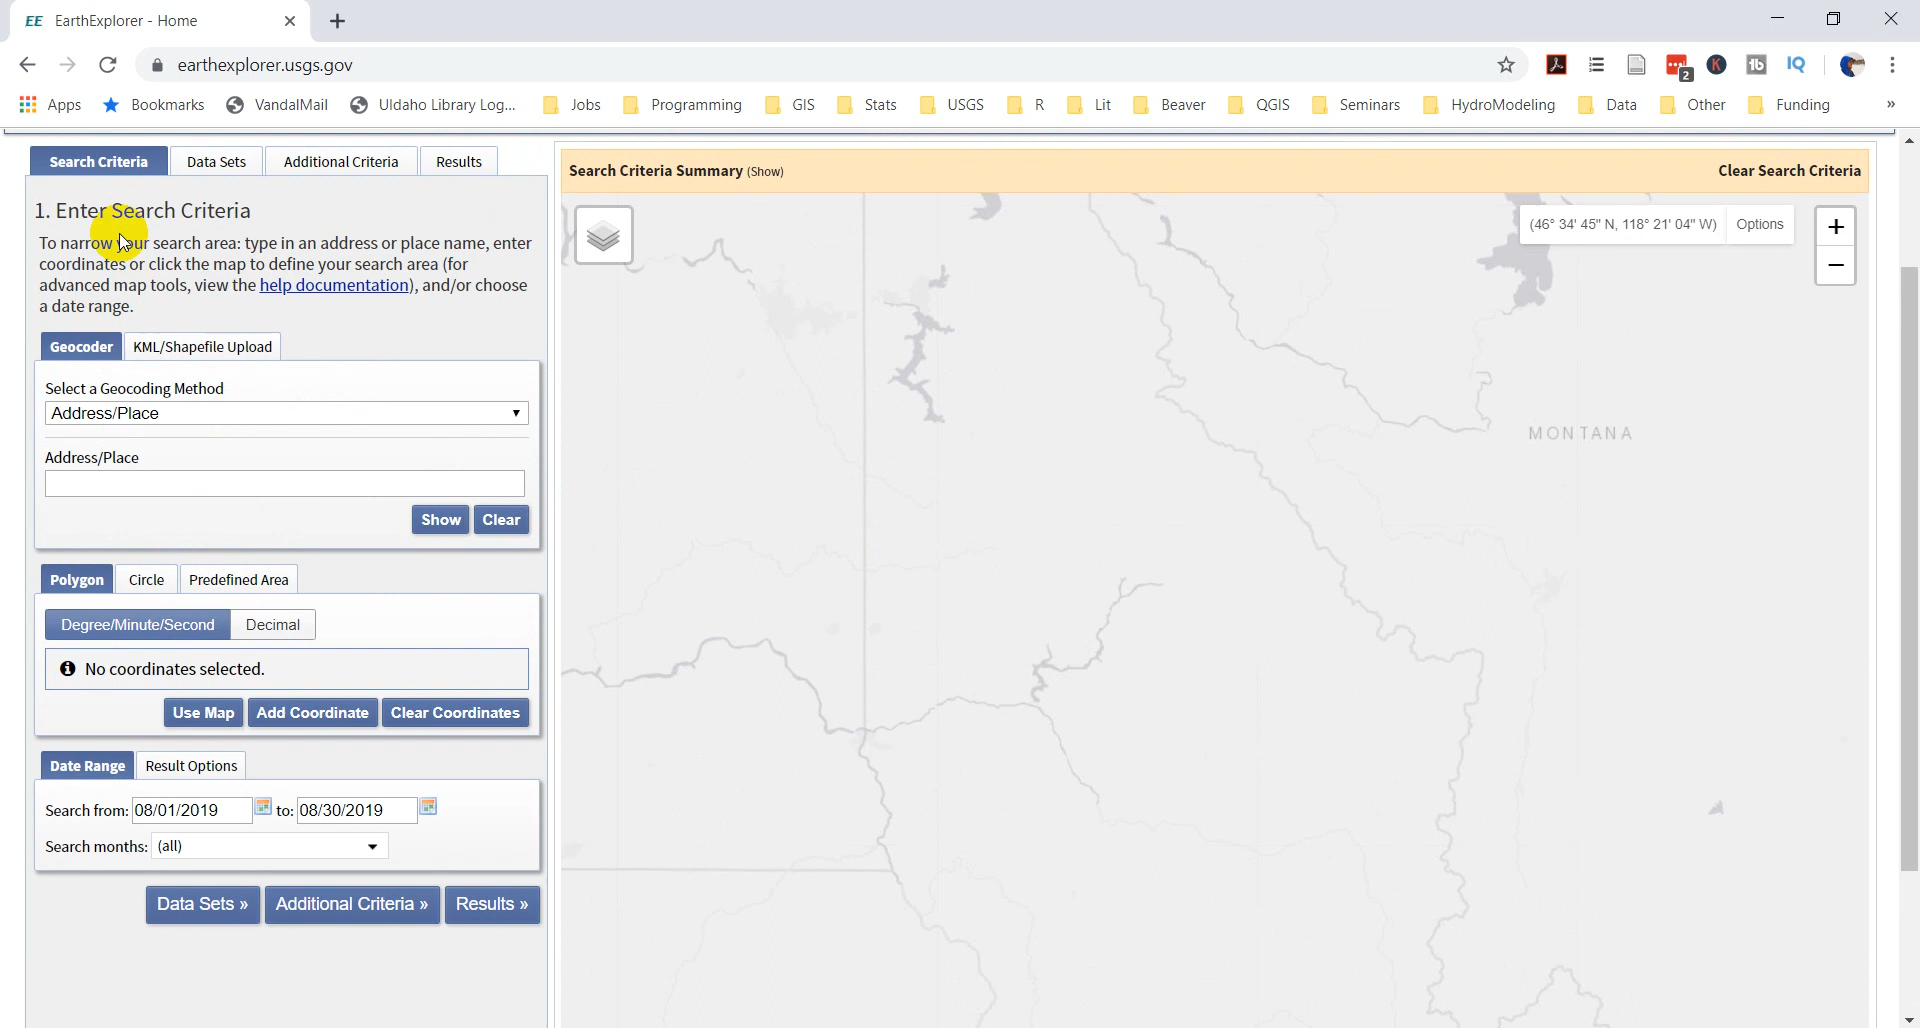 EE EarthExplorer - Home
earthexplorer.usgs.gov
2
K
tb
IQ
Apps Bookmarks VandalMail UIdaho Library Log... Jobs Programming GIS Stats USGS R Lit Beaver QGIS Seminars HydroModeling Data Other Funding »
Search Criteria Data Sets Additional Criteria Results
1. Enter Search Criteria
To narrow your search area: type in an address or place name, enter
coordinates or click the map to define your search area (for
advanced map tools, view the help documentation), and/or choose
a date range.
Geocoder KML/Shapefile Upload
Select a Geocoding Method
Address/Place
Address/Place
Show Clear
Polygon Circle Predefined Area
Degree/Minute/Second Decimal
No coordinates selected.
Use Map Add Coordinate Clear Coordinates
Date Range Result Options
Search from: 08/01/2019 to: 08/30/2019
Search months: (all)
Data Sets » Additional Criteria » Results »
Search Criteria Summary (Show) Clear Search Criteria
(46° 34' 45" N, 118° 21' 04" W) Options
+
−
MONTANA